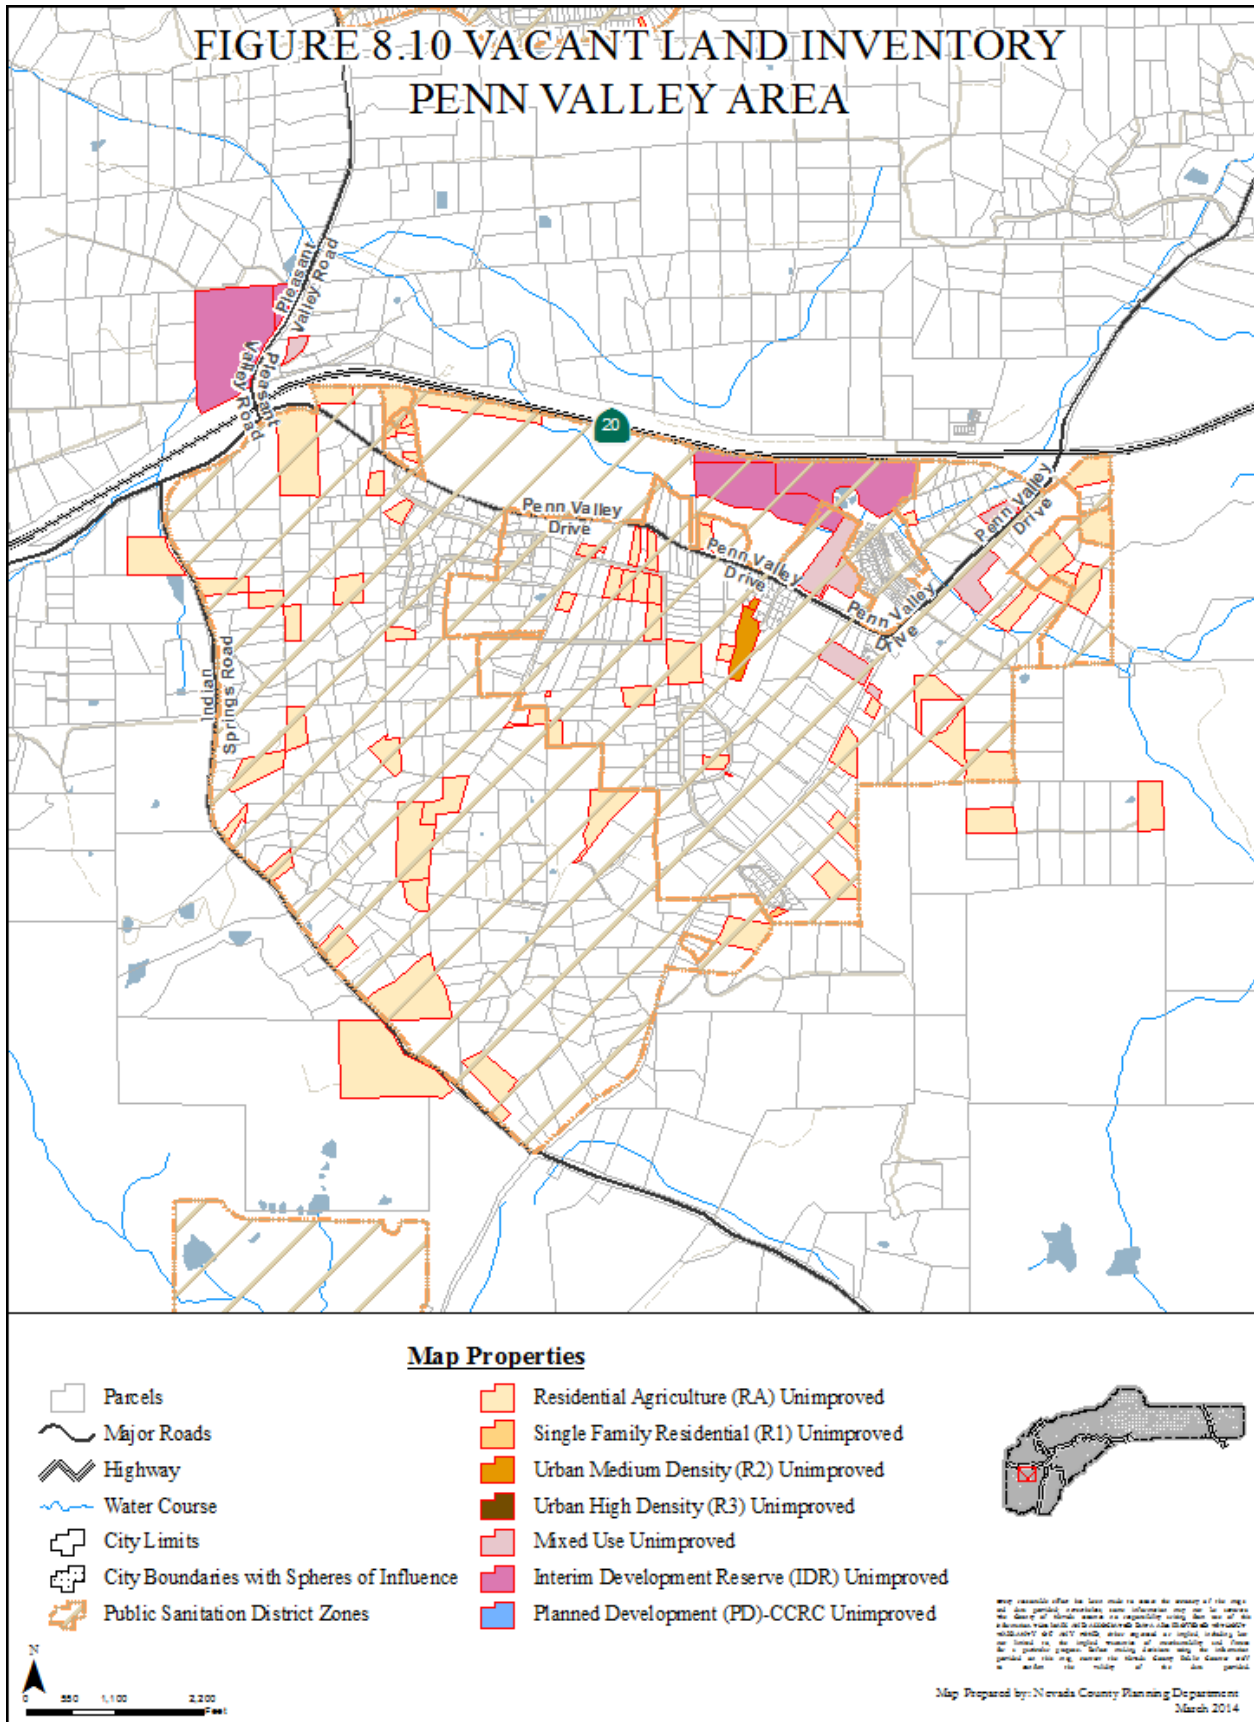 FIGURE 8.10 VACANT LAND INVENTORY
PENN VALLEY AREA
Pleasant
Valley Road
Pleasant
Valley Road
20
Penn Valley
Drive
Penn Valley
Drive
Penn Valley
Drive
Penn Valley
Drive
Indian
Springs Road
Map Properties
Parcels
Major Roads
Highway
Water Course
City Limits
City Boundaries with Spheres of Influence
Public Sanitation District Zones
Residential Agriculture (RA) Unimproved
Single Family Residential (R1) Unimproved
Urban Medium Density (R2) Unimproved
Urban High Density (R3) Unimproved
Mixed Use Unimproved
Interim Development Reserve (IDR) Unimproved
Planned Development (PD)-CCRC Unimproved
N
0 550 1,100 2,200
Feet
Map Prepared by: Nevada County Planning Department
March 2014